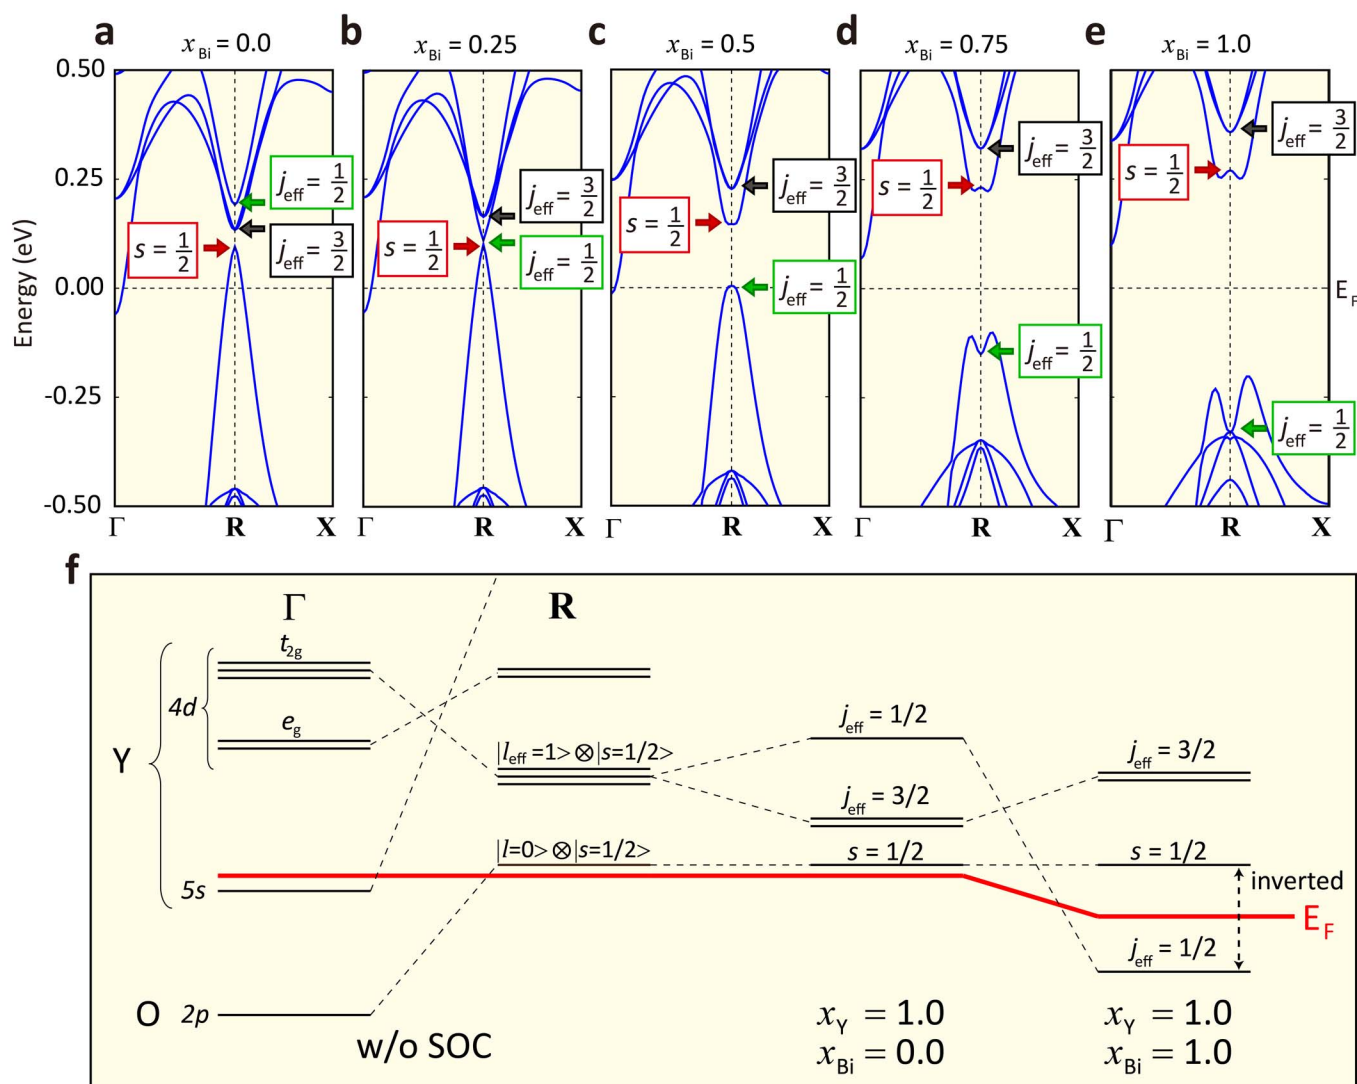 a x_Bi = 0.0
b x_Bi = 0.25
c x_Bi = 0.5
d x_Bi = 0.75
e x_Bi = 1.0
Energy (eV)
0.50
0.25
0.00
-0.25
-0.50
j_eff = 1/2
s = 1/2
j_eff = 3/2
j_eff = 3/2
s = 1/2
j_eff = 1/2
j_eff = 3/2
s = 1/2
j_eff = 1/2
j_eff = 3/2
s = 1/2
j_eff = 1/2
j_eff = 3/2
s = 1/2
j_eff = 1/2
E_F
Γ R X
Γ R X
Γ R X
Γ R X
Γ R X
f
Γ R
t_2g
4d
e_g
Y
5s
O 2p
|l_eff=1>⊗|s=1/2>
|l=0>⊗|s=1/2>
w/o SOC
j_eff = 1/2
j_eff = 3/2
s = 1/2
x_Y = 1.0
x_Bi = 0.0
j_eff = 3/2
s = 1/2
inverted
E_F
j_eff = 1/2
x_Y = 1.0
x_Bi = 1.0